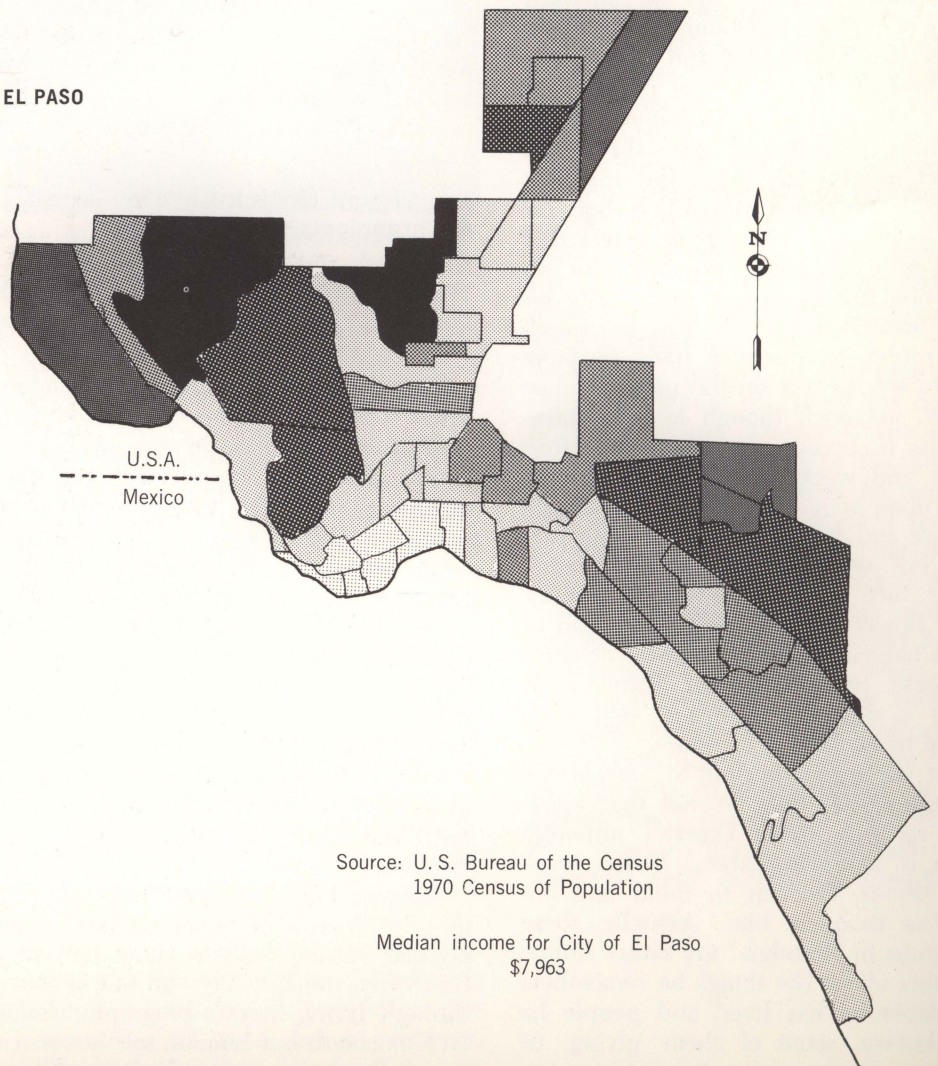 EL PASO
N
U.S.A.
Mexico
Source: U. S. Bureau of the Census
1970 Census of Population
Median income for City of El Paso
$7,963